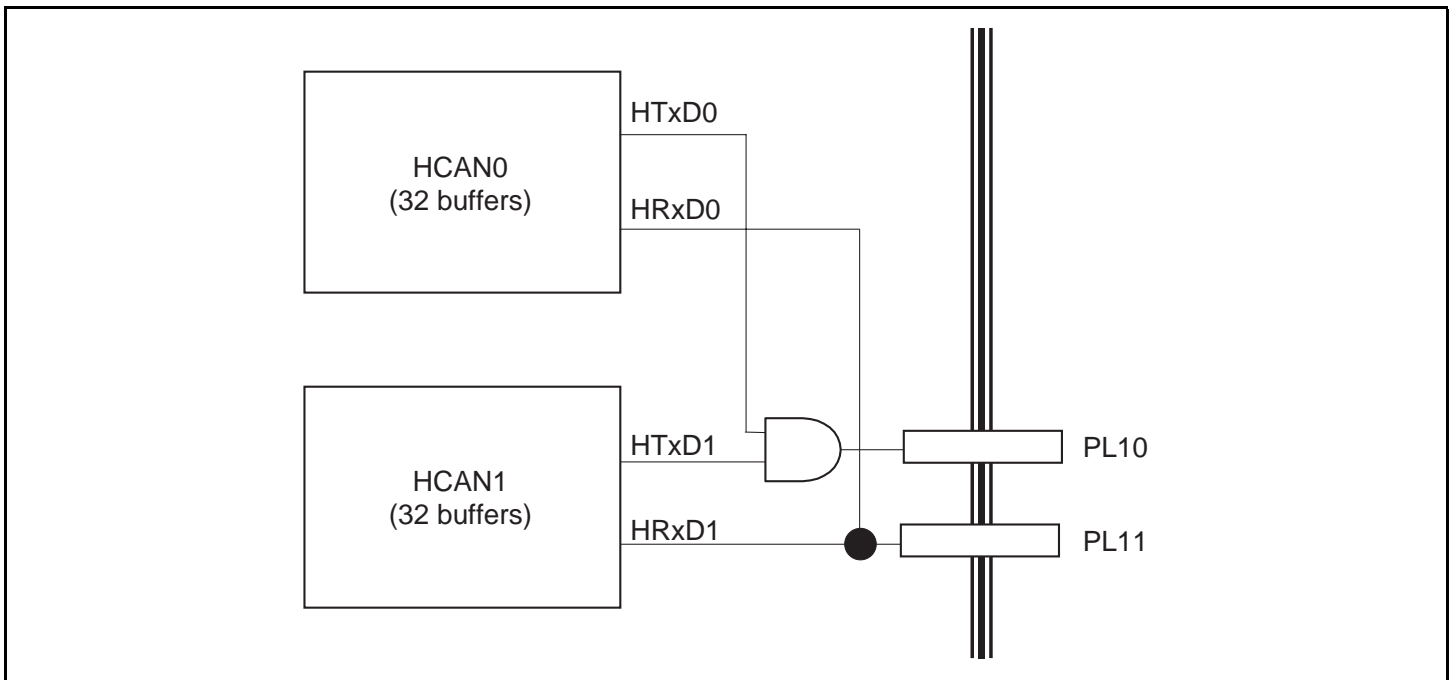 HTxD0
HCAN0
(32 buffers)
HRxD0
HTxD1
PL10
HCAN1
(32 buffers)
HRxD1
PL11